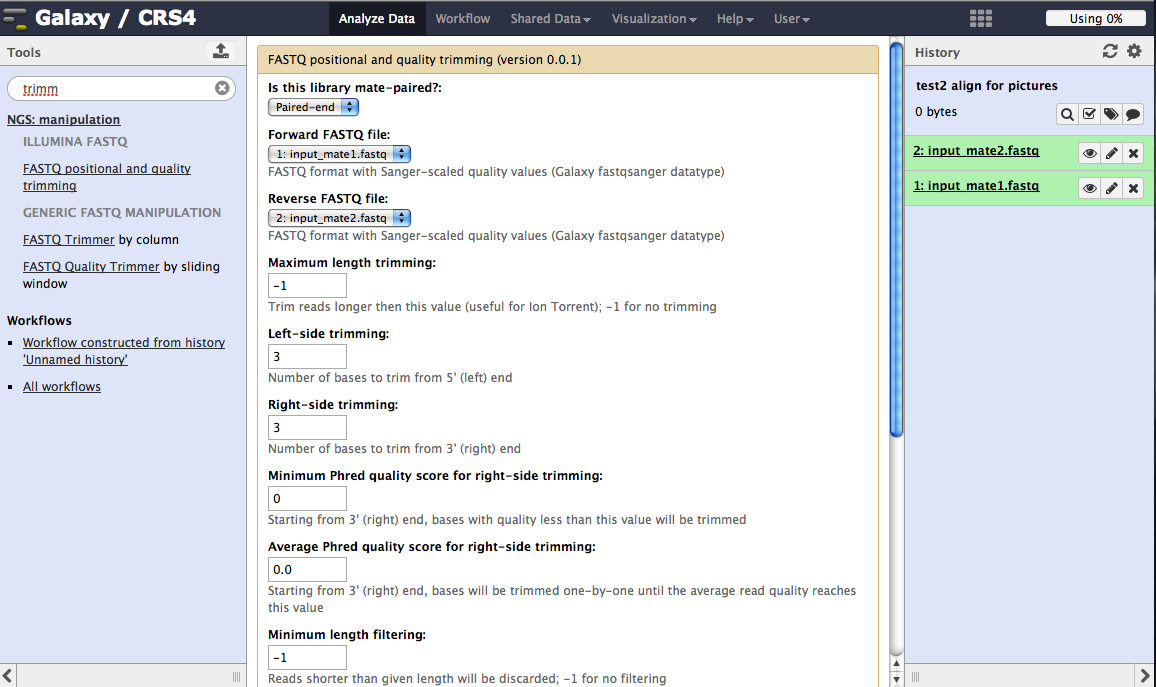 Galaxy / CRS4
Analyze Data
Workflow
Shared Data
Visualization
Help
User
Using 0%
Tools
trimm
NGS: manipulation
ILLUMINA FASTQ
FASTQ positional and quality
trimming
GENERIC FASTQ MANIPULATION
FASTQ Trimmer by column
FASTQ Quality Trimmer by sliding
window
Workflows
Workflow constructed from history
'Unnamed history'
All workflows
FASTQ positional and quality trimming (version 0.0.1)
Is this library mate-paired?:
Paired-end
Forward FASTQ file:
1: input_mate1.fastq
FASTQ format with Sanger-scaled quality values (Galaxy fastqsanger datatype)
Reverse FASTQ file:
2: input_mate2.fastq
FASTQ format with Sanger-scaled quality values (Galaxy fastqsanger datatype)
Maximum length trimming:
-1
Trim reads longer then this value (useful for Ion Torrent); -1 for no trimming
Left-side trimming:
3
Number of bases to trim from 5' (left) end
Right-side trimming:
3
Number of bases to trim from 3' (right) end
Minimum Phred quality score for right-side trimming:
0
Starting from 3' (right) end, bases with quality less than this value will be trimmed
Average Phred quality score for right-side trimming:
0.0
Starting from 3' (right) end, bases will be trimmed one-by-one until the average read quality reaches
this value
Minimum length filtering:
-1
Reads shorter than given length will be discarded; -1 for no filtering
History
test2 align for pictures
0 bytes
2: input_mate2.fastq
1: input_mate1.fastq